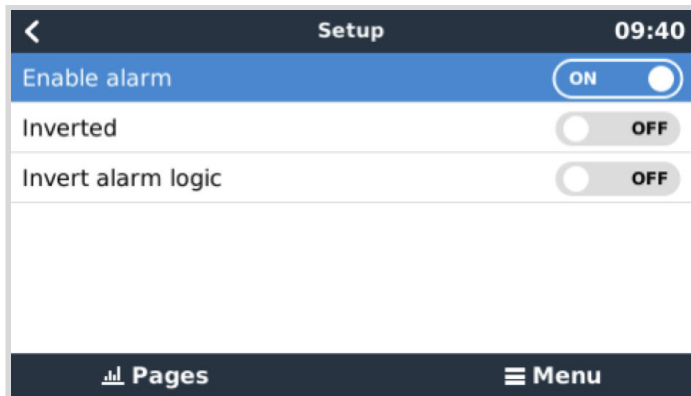 Setup 09:40
Enable alarm ON
Inverted OFF
Invert alarm logic OFF
Pages Menu